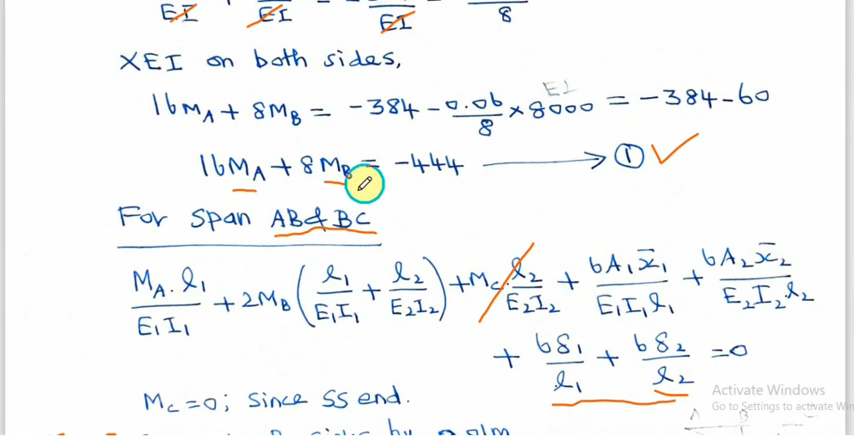 EI EI EI 8
XEI on both sides,
EI
16MA + 8MB = -384 - 0.06/8 × 8000 = -384-60
16MA + 8MB = -444 → ①
For span AB & BC
MA.l1/E1I1 + 2MB (l1/E1I1 + l2/E2I2) + Mc.l2/E2I2 + 6A1x̄1/E1I1l1 + 6A2x̄2/E2I2l2
+ 6δ1/l1 + 6δ2/l2 = 0
Mc=0; since SS end.
Activate Windows
Go to Settings to activate Win